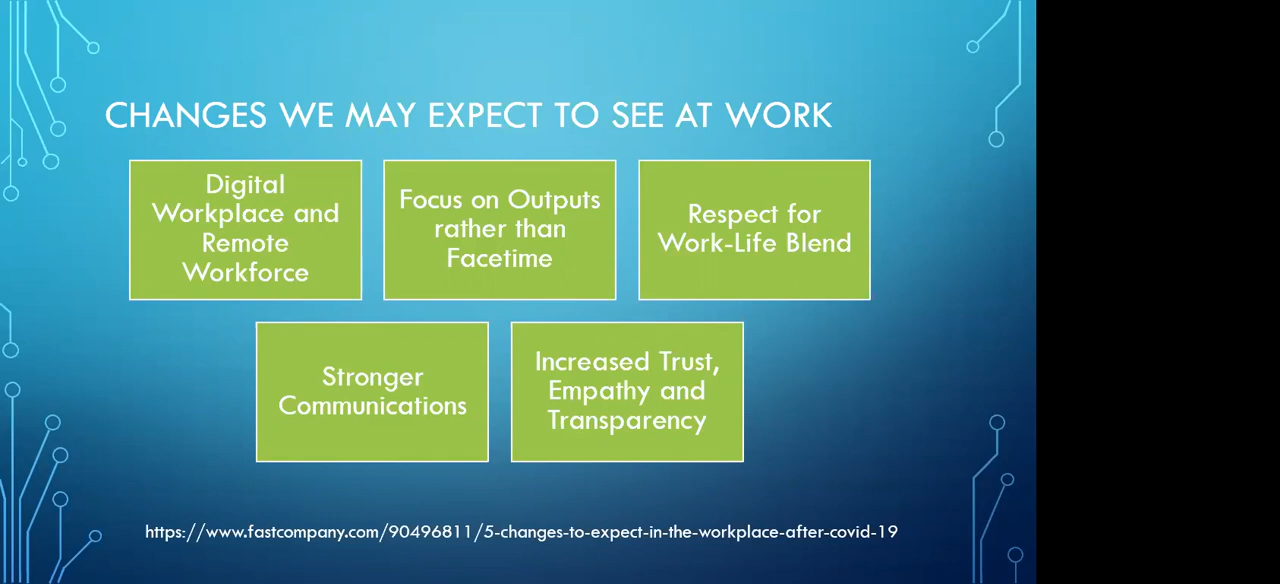 CHANGES WE MAY EXPECT TO SEE AT WORK
Digital
Workplace and
Remote
Workforce
Focus on Outputs
rather than
Facetime
Respect for
Work-Life Blend
Stronger
Communications
Increased Trust,
Empathy and
Transparency
https://www.fastcompany.com/90496811/5-changes-to-expect-in-the-workplace-after-covid-19